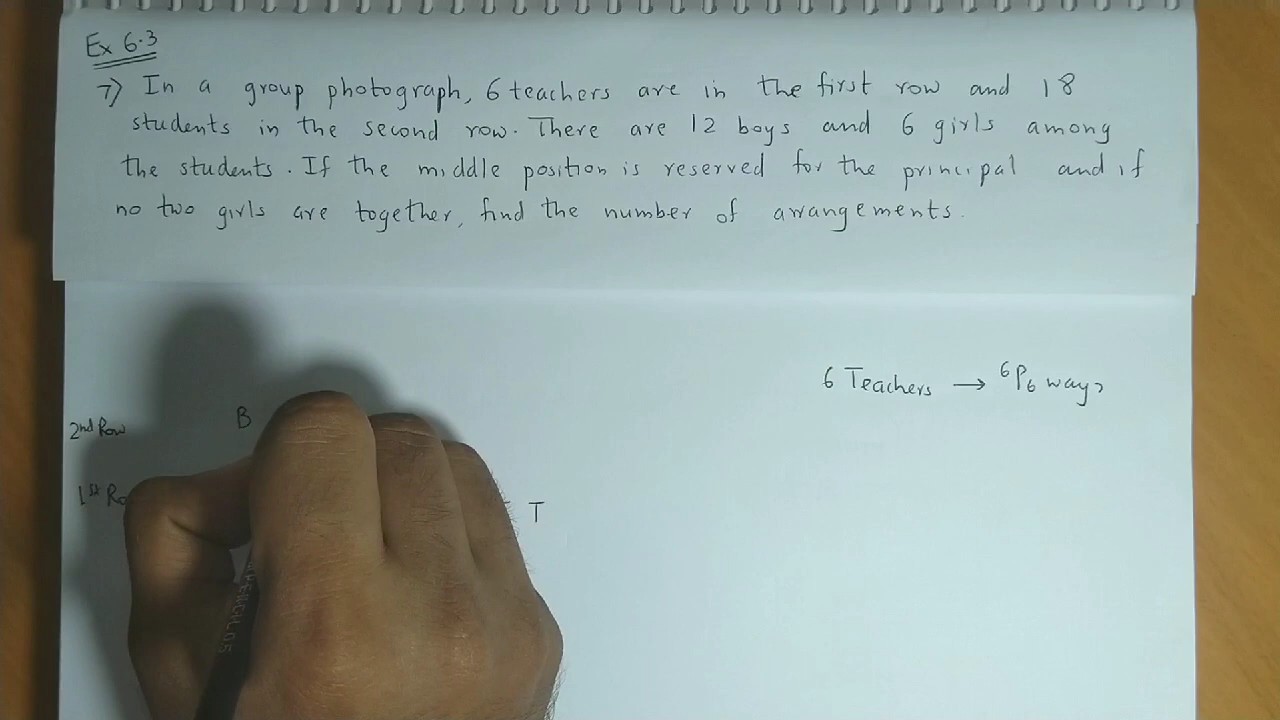 Ex 6.3
7) In a group photograph, 6 teachers are in the first row and 18
students in the second row. There are 12 boys and 6 girls among
the students. If the middle position is reserved for the principal and if
no two girls are together, find the number of arrangements.
6 Teachers → ⁶P₆ ways
2nd Row B
1st Ro T